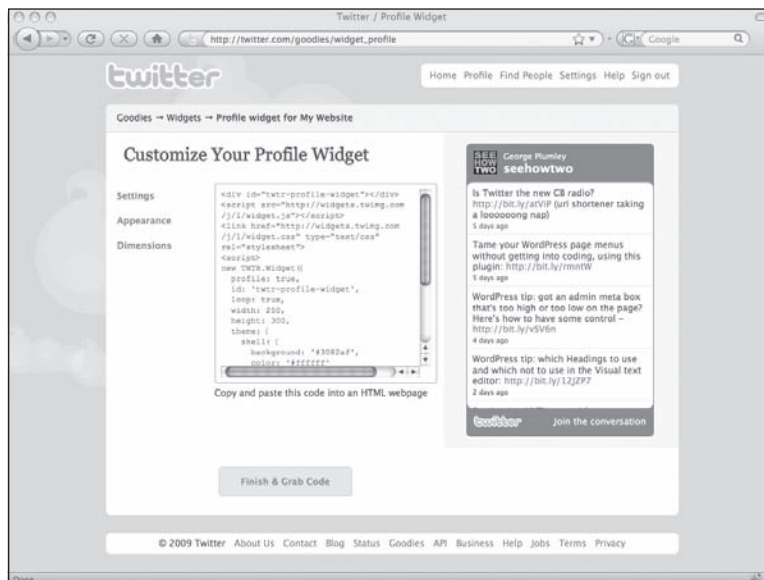 Twitter / Profile Widget
http://twitter.com/goodies/widget_profile
Google
twitter
Home Profile Find People Settings Help Sign out
Goodies → Widgets → Profile widget for My Website
Customize Your Profile Widget
Settings
Appearance
Dimensions
<div id="twtr-profile-widget"></div>
<script src="http://widgets.twimg.com
/j/1/widget.js"></script>
<link href="http://widgets.twimg.com
/j/1/widget.css" type="text/css"
rel="stylesheet">
<script>
new TWTR.Widget({
profile: true,
id: 'twtr-profile-widget',
loop: true,
width: 250,
height: 300,
theme: {
shell: {
background: '#3082af',
color: '#ffffff'
Copy and paste this code into an HTML webpage
Finish & Grab Code
SEE
HOW
TWO
George Plumley
seehowtwo
Is Twitter the new CB radio?
http://bit.ly/atViP (url shortener taking
a loooooong nap)
5 days ago
Tame your WordPress page menus
without getting into coding, using this
plugin: http://bit.ly/rmntW
5 days ago
WordPress tip: got an admin meta box
that's too high or too low on the page?
Here's how to have some control –
http://bit.ly/vSV6n
4 days ago
WordPress tip: which Headings to use
and which not to use in the Visual text
editor: http://bit.ly/12JZP7
2 days ago
twitter
Join the conversation
© 2009 Twitter About Us Contact Blog Status Goodies API Business Help Jobs Terms Privacy
Done